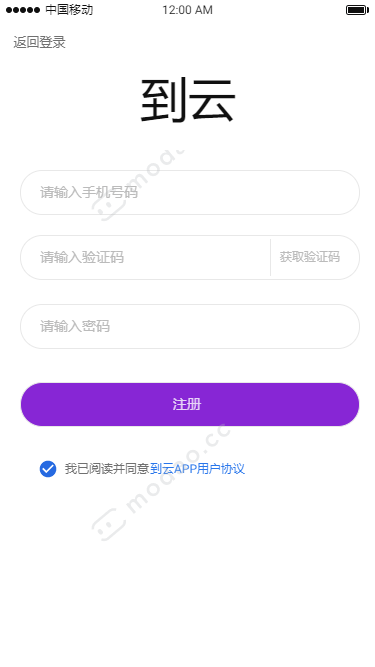 中国移动 12:00 AM
返回登录
到云
请输入手机号码
请输入验证码 获取验证码
请输入密码
注册
我已阅读并同意到云APP用户协议
modao.cc